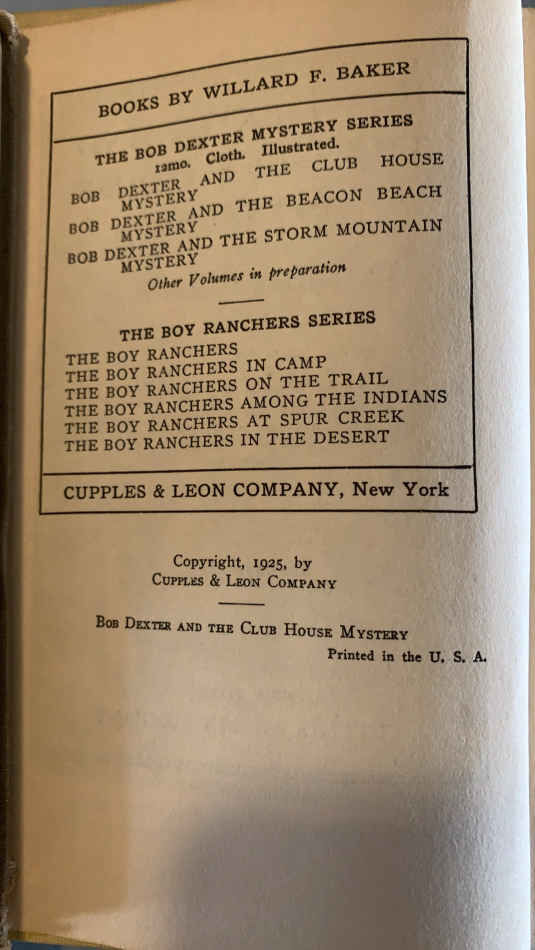 BOOKS BY WILLARD F. BAKER
THE BOB DEXTER MYSTERY SERIES
12mo. Cloth. Illustrated.
BOB DEXTER AND THE CLUB HOUSE
MYSTERY
BOB DEXTER AND THE BEACON BEACH
MYSTERY
BOB DEXTER AND THE STORM MOUNTAIN
MYSTERY
Other Volumes in preparation
THE BOY RANCHERS SERIES
THE BOY RANCHERS
THE BOY RANCHERS IN CAMP
THE BOY RANCHERS ON THE TRAIL
THE BOY RANCHERS AMONG THE INDIANS
THE BOY RANCHERS AT SPUR CREEK
THE BOY RANCHERS IN THE DESERT
CUPPLES & LEON COMPANY, New York
Copyright, 1925, by
CUPPLES & LEON COMPANY
BOB DEXTER AND THE CLUB HOUSE MYSTERY
Printed in the U. S. A.